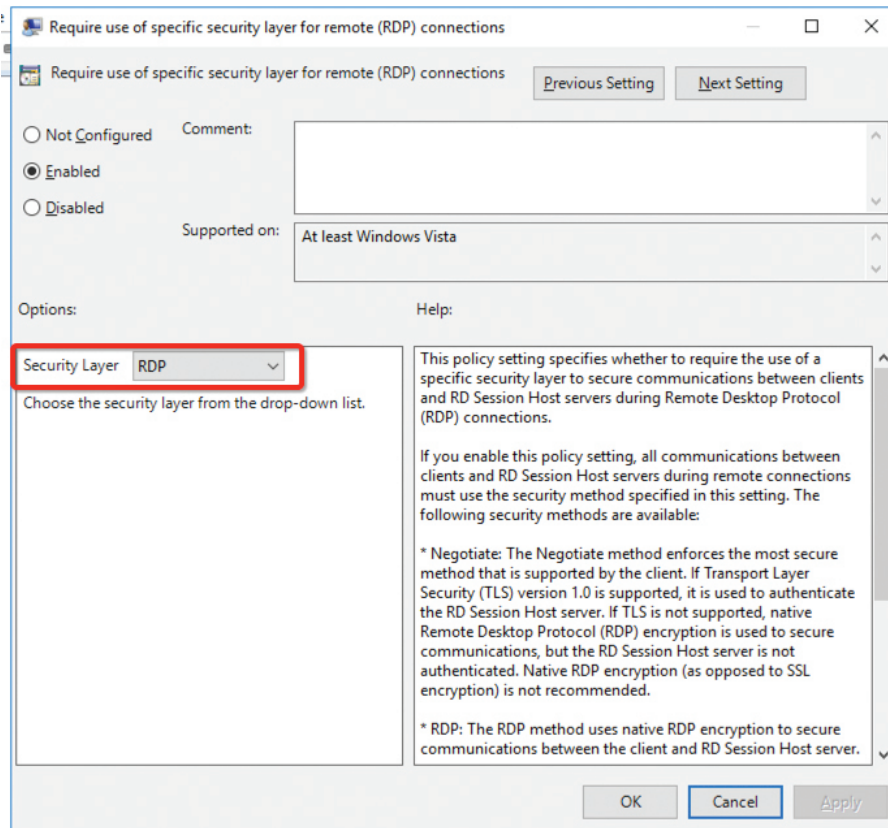 Require use of specific security layer for remote (RDP) connections
Require use of specific security layer for remote (RDP) connections
Previous Setting
Next Setting
Not Configured
Comment:
Enabled
Disabled
Supported on:
At least Windows Vista
Options:
Help:
Security Layer
RDP
Choose the security layer from the drop-down list.
This policy setting specifies whether to require the use of a
specific security layer to secure communications between clients
and RD Session Host servers during Remote Desktop Protocol
(RDP) connections.
If you enable this policy setting, all communications between
clients and RD Session Host servers during remote connections
must use the security method specified in this setting. The
following security methods are available:
* Negotiate: The Negotiate method enforces the most secure
method that is supported by the client. If Transport Layer
Security (TLS) version 1.0 is supported, it is used to authenticate
the RD Session Host server. If TLS is not supported, native
Remote Desktop Protocol (RDP) encryption is used to secure
communications, but the RD Session Host server is not
authenticated. Native RDP encryption (as opposed to SSL
encryption) is not recommended.
* RDP: The RDP method uses native RDP encryption to secure
communications between the client and RD Session Host server.
OK
Cancel
Apply